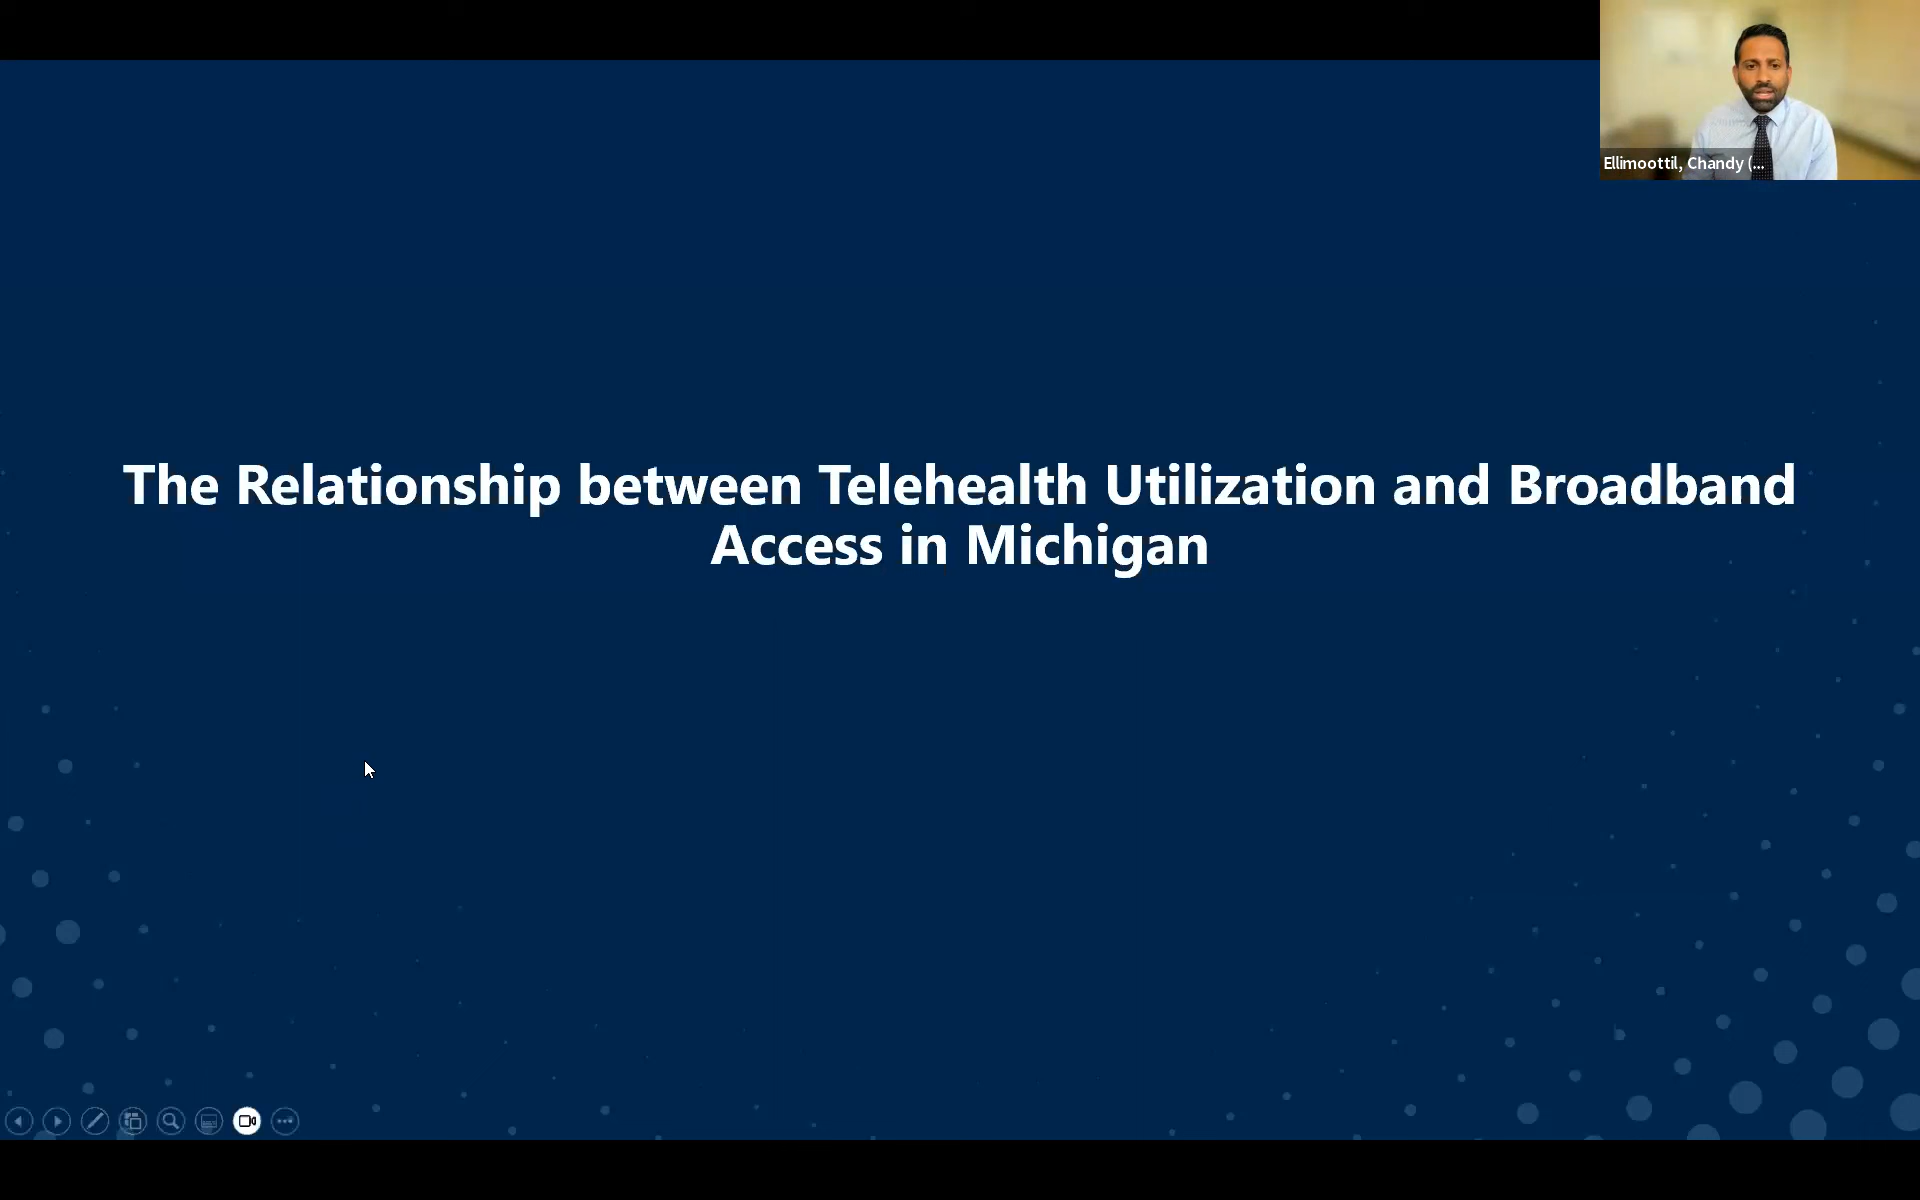 Ellimoottil, Chandy (...
The Relationship between Telehealth Utilization and Broadband
Access in Michigan